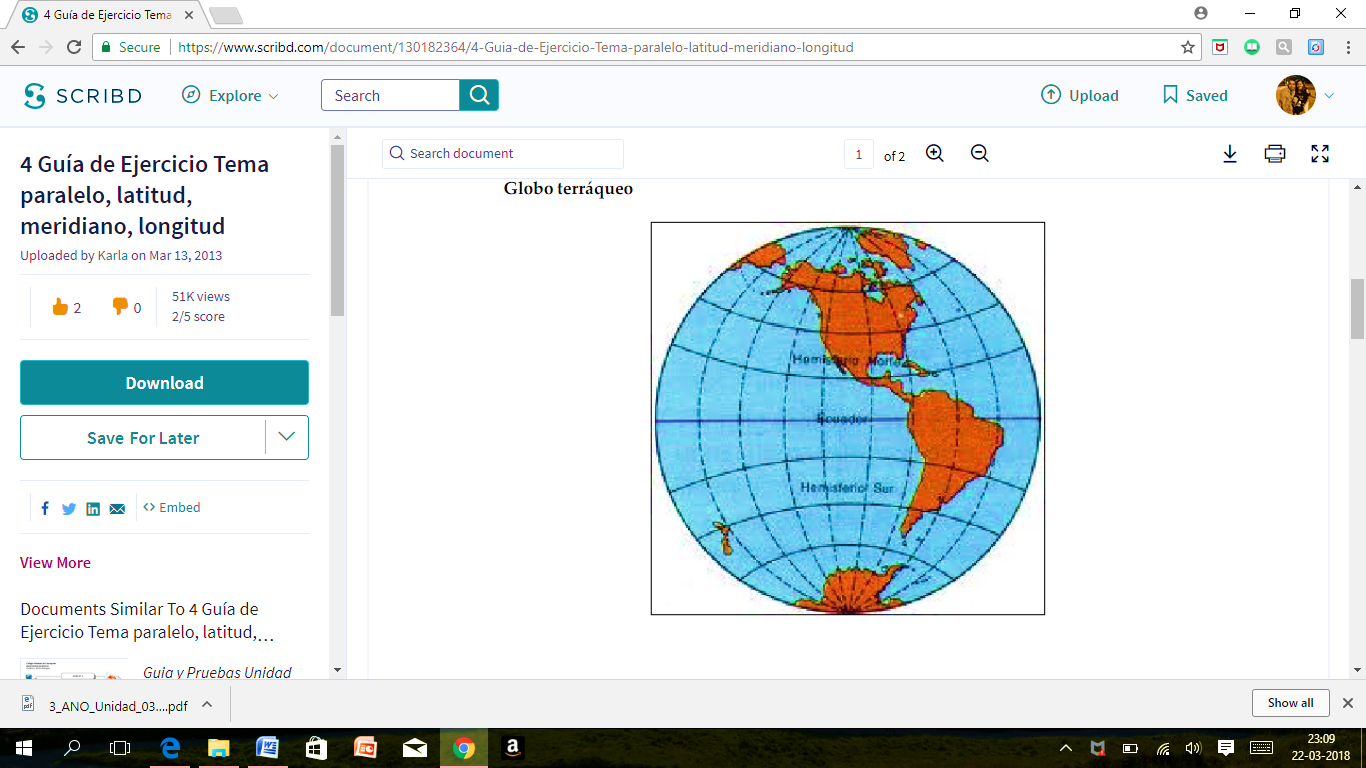 4 Guía de Ejercicio Tema
Secure
https://www.scribd.com/document/130182364/4-Guia-de-Ejercicio-Tema-paralelo-latitud-meridiano-longitud
SCRIBD
Explore
Search
Upload
Saved
4 Guía de Ejercicio Tema
paralelo, latitud,
meridiano, longitud
Uploaded by Karla on Mar 13, 2013
2
0
51K views
2/5 score
Download
Save For Later
<> Embed
View More
Documents Similar To 4 Guía de
Ejercicio Tema paralelo, latitud,...
Guia y Pruebas Unidad
Search document
1
of 2
Globo terráqueo
Hemisferio Norte
Ecuador
Hemisferiol Sur
3_ANO_Unidad_03....pdf
Show all
23:09
22-03-2018